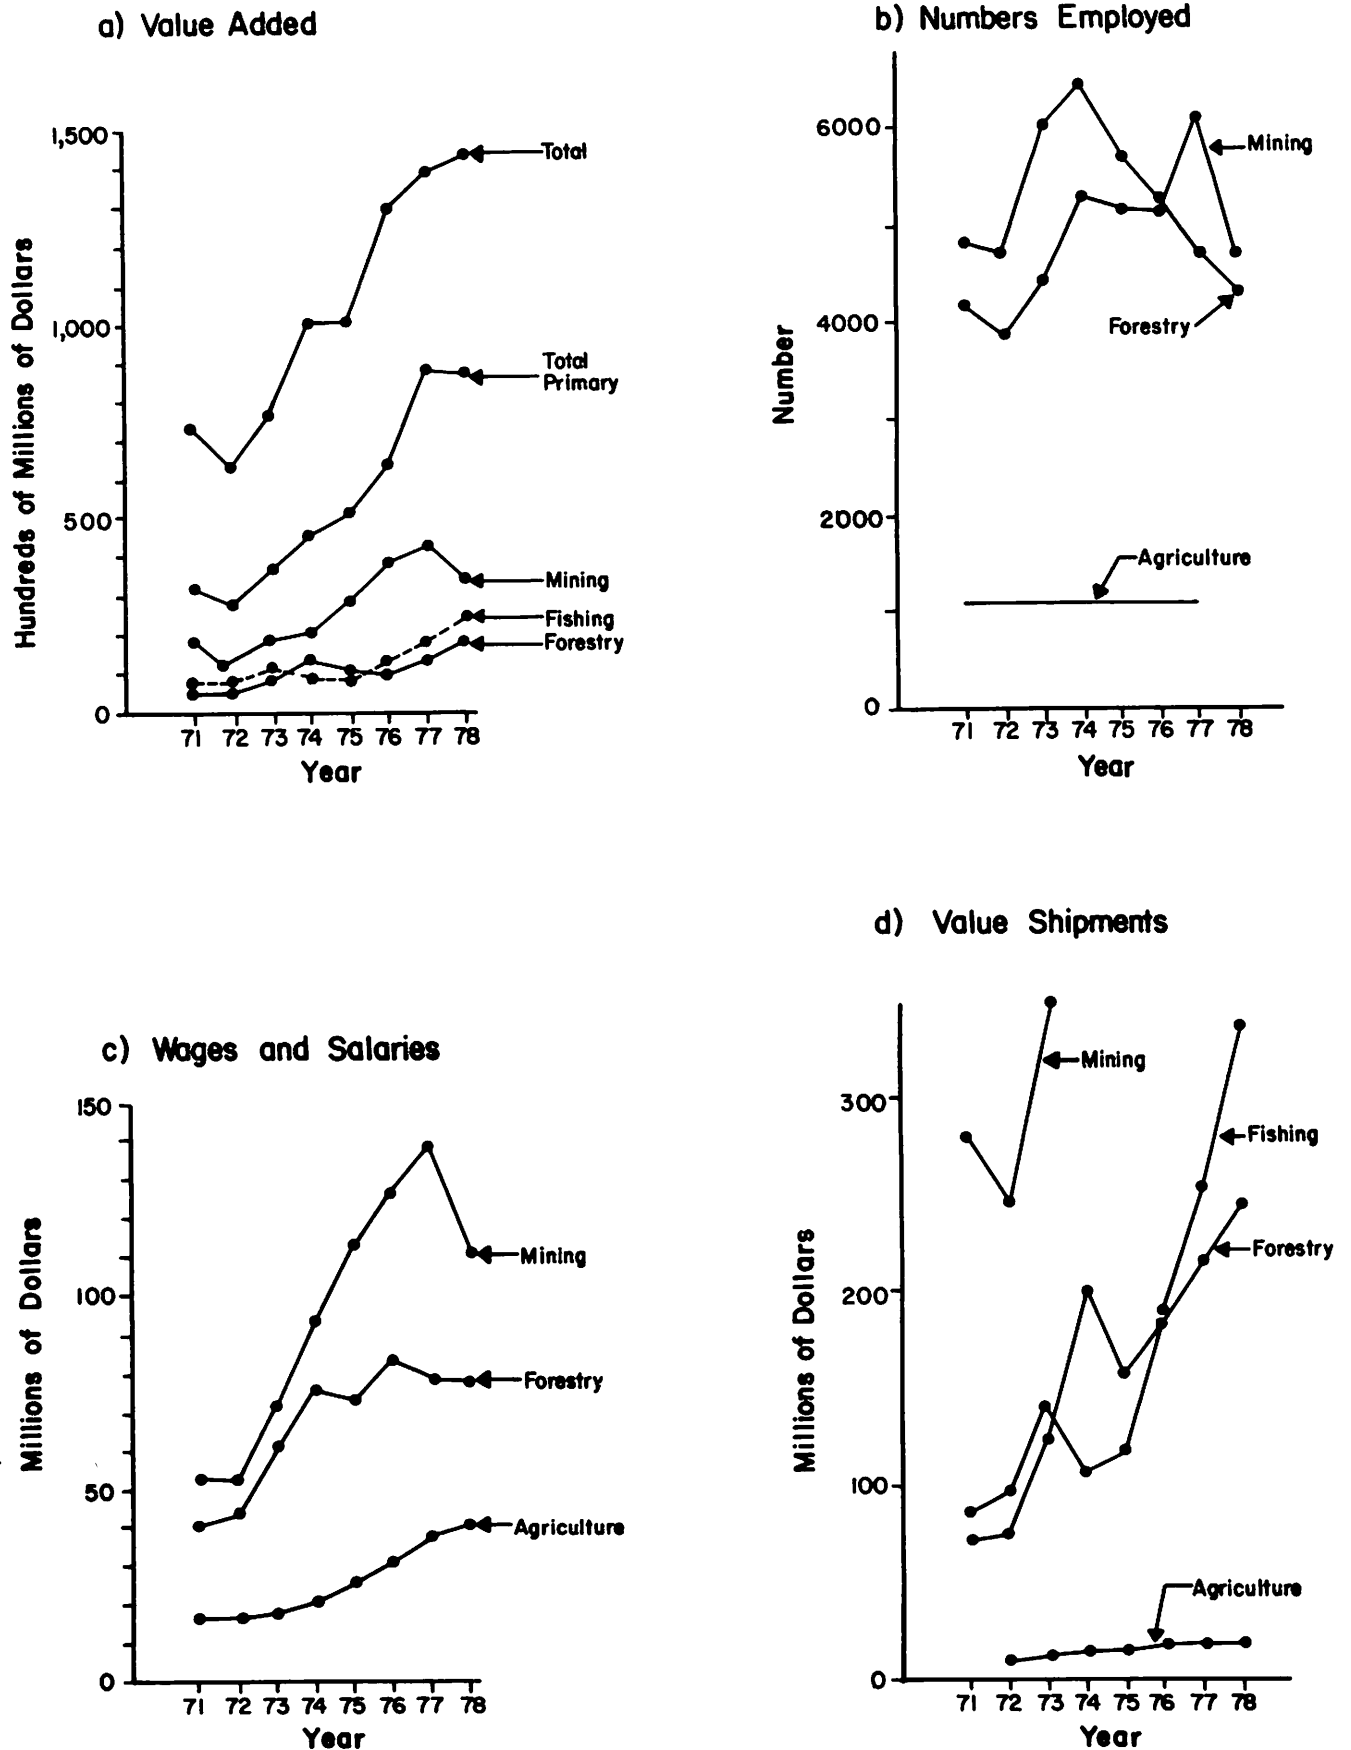 a) Value Added
Hundreds of Millions of Dollars
1,500
1,000
500
0
Total
Total
Primary
Mining
Fishing
Forestry
71 72 73 74 75 76 77 78
Year
b) Numbers Employed
Number
6000
4000
2000
0
Mining
Forestry
Agriculture
71 72 73 74 75 76 77 78
Year
c) Wages and Salaries
Millions of Dollars
150
100
50
0
Mining
Forestry
Agriculture
71 72 73 74 75 76 77 78
Year
d) Value Shipments
Millions of Dollars
300
200
100
0
Mining
Fishing
Forestry
Agriculture
71 72 73 74 75 76 77 78
Year